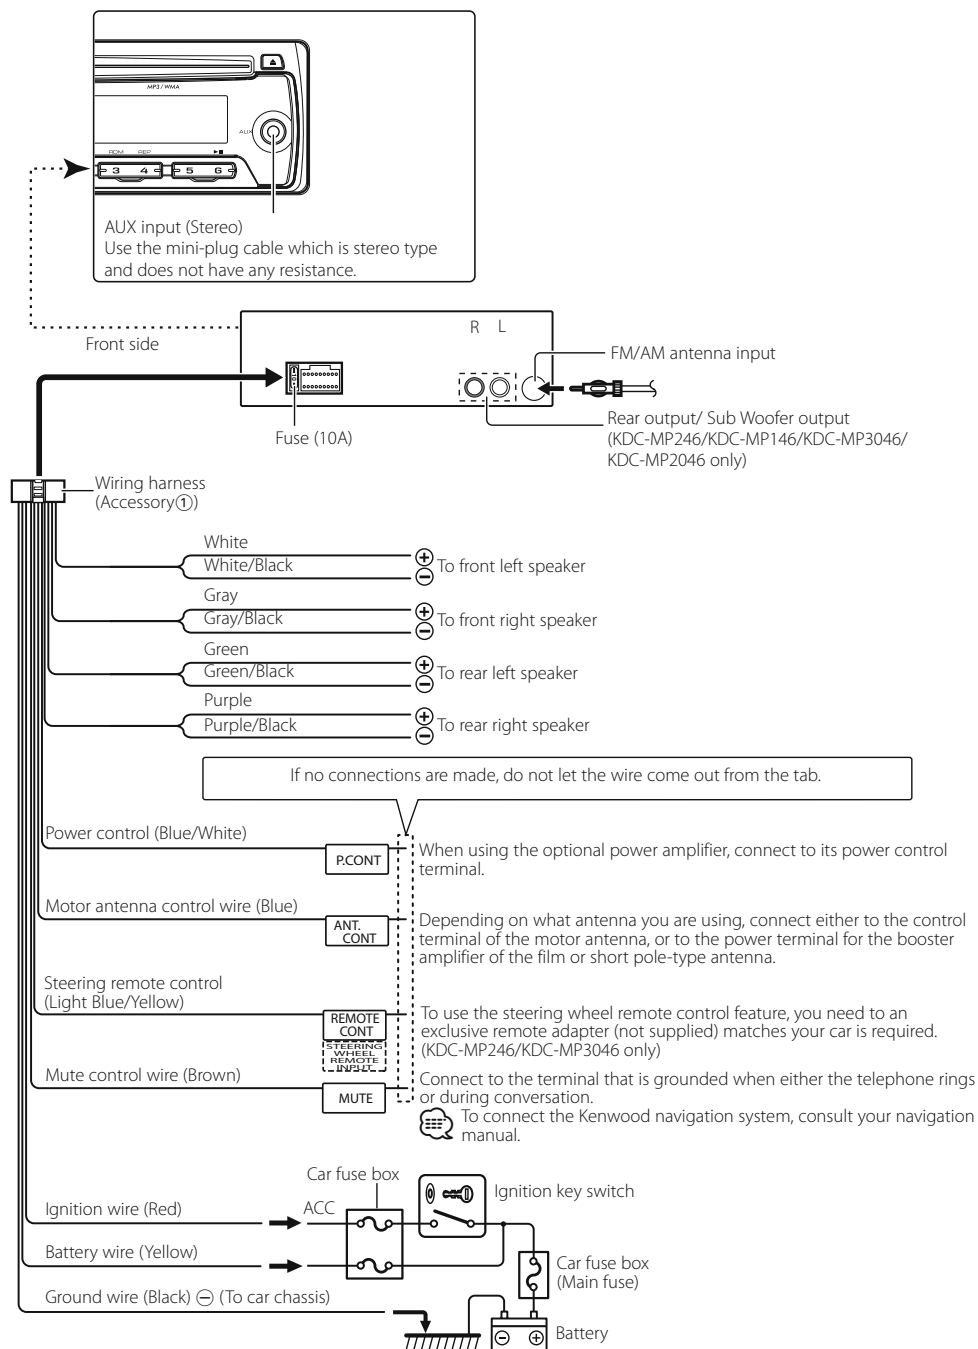 MP3 / WMA
AUX
RDM REP ►■
3 4 5 6
AUX input (Stereo)
Use the mini-plug cable which is stereo type
and does not have any resistance.
Front side
R L
FM/AM antenna input
Fuse (10A)
Rear output/ Sub Woofer output
(KDC-MP246/KDC-MP146/KDC-MP3046/
KDC-MP2046 only)
Wiring harness
(Accessory①)
White
White/Black
⊕
⊖
To front left speaker
Gray
Gray/Black
⊕
⊖
To front right speaker
Green
Green/Black
⊕
⊖
To rear left speaker
Purple
Purple/Black
⊕
⊖
To rear right speaker
If no connections are made, do not let the wire come out from the tab.
Power control (Blue/White)
P.CONT
When using the optional power amplifier, connect to its power control
terminal.
Motor antenna control wire (Blue)
ANT.
CONT
Depending on what antenna you are using, connect either to the control
terminal of the motor antenna, or to the power terminal for the booster
amplifier of the film or short pole-type antenna.
Steering remote control
(Light Blue/Yellow)
REMOTE
CONT
STEERING
WHEEL
REMOTE
INPUT
To use the steering wheel remote control feature, you need to an
exclusive remote adapter (not supplied) matches your car is required.
(KDC-MP246/KDC-MP3046 only)
Mute control wire (Brown)
MUTE
Connect to the terminal that is grounded when either the telephone rings
or during conversation.
To connect the Kenwood navigation system, consult your navigation
manual.
Car fuse box
Ignition key switch
Ignition wire (Red)
ACC
Battery wire (Yellow)
Car fuse box
(Main fuse)
Ground wire (Black) ⊖ (To car chassis)
⊖ ⊕
Battery